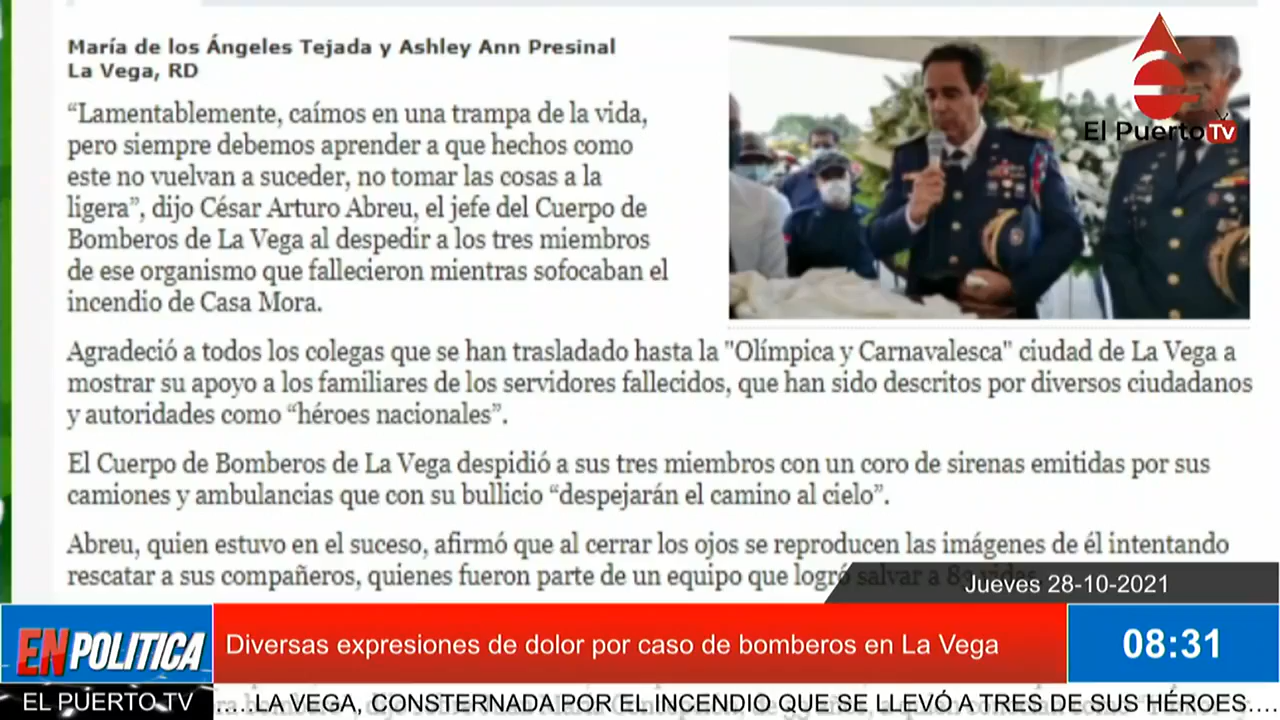 María de los Ángeles Tejada y Ashley Ann Presinal
La Vega, RD
“Lamentablemente, caímos en una trampa de la vida,
pero siempre debemos aprender a que hechos como
este no vuelvan a suceder, no tomar las cosas a la
ligera”, dijo César Arturo Abreu, el jefe del Cuerpo de
Bomberos de La Vega al despedir a los tres miembros
de ese organismo que fallecieron mientras sofocaban el
incendio de Casa Mora.
El Puerto TV
Agradeció a todos los colegas que se han trasladado hasta la "Olímpica y Carnavalesca" ciudad de La Vega a
mostrar su apoyo a los familiares de los servidores fallecidos, que han sido descritos por diversos ciudadanos
y autoridades como “héroes nacionales”.
El Cuerpo de Bomberos de La Vega despidió a sus tres miembros con un coro de sirenas emitidas por sus
camiones y ambulancias que con su bullicio “despejarán el camino al cielo”.
Abreu, quien estuvo en el suceso, afirmó que al cerrar los ojos se reproducen las imágenes de él intentando
rescatar a sus compañeros, quienes fueron parte de un equipo que logró salvar a
Jueves 28-10-2021
EN POLITICA
Diversas expresiones de dolor por caso de bomberos en La Vega
08:31
EL PUERTO TV
.....LA VEGA, CONSTERNADA POR EL INCENDIO QUE SE LLEVÓ A TRES DE SUS HÉROES....